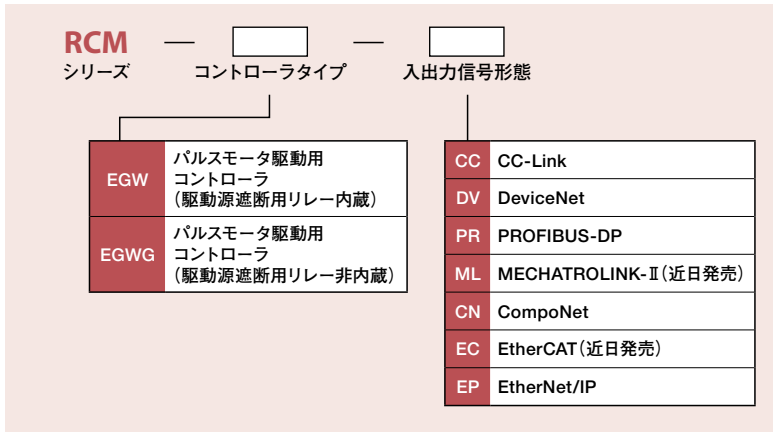 RCM — —
シリーズ コントローラタイプ 入出力信号形態
EGW パルスモータ駆動用
コントローラ
(駆動源遮断用リレー内蔵)
EGWG パルスモータ駆動用
コントローラ
(駆動源遮断用リレー非内蔵)
CC CC-Link
DV DeviceNet
PR PROFIBUS-DP
ML MECHATROLINK-Ⅱ(近日発売)
CN CompoNet
EC EtherCAT(近日発売)
EP EtherNet/IP